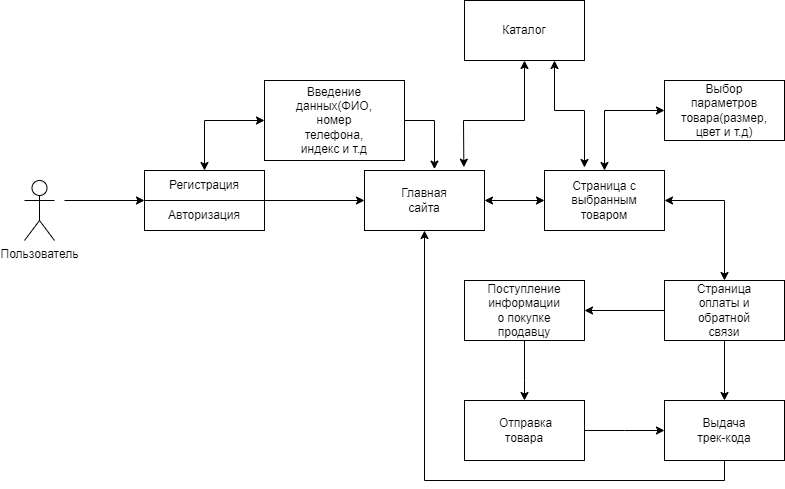 Каталог
Введение
данных(ФИО,
номер
телефона,
индекс и т.д
Выбор
параметров
товара(размер,
цвет и т.д)
Регистрация
Авторизация
Главная
сайта
Страница с
выбранным
товаром
Пользователь
Поступление
информации
о покупке
продавцу
Страница
оплаты и
обратной
связи
Отправка
товара
Выдача
трек-кода